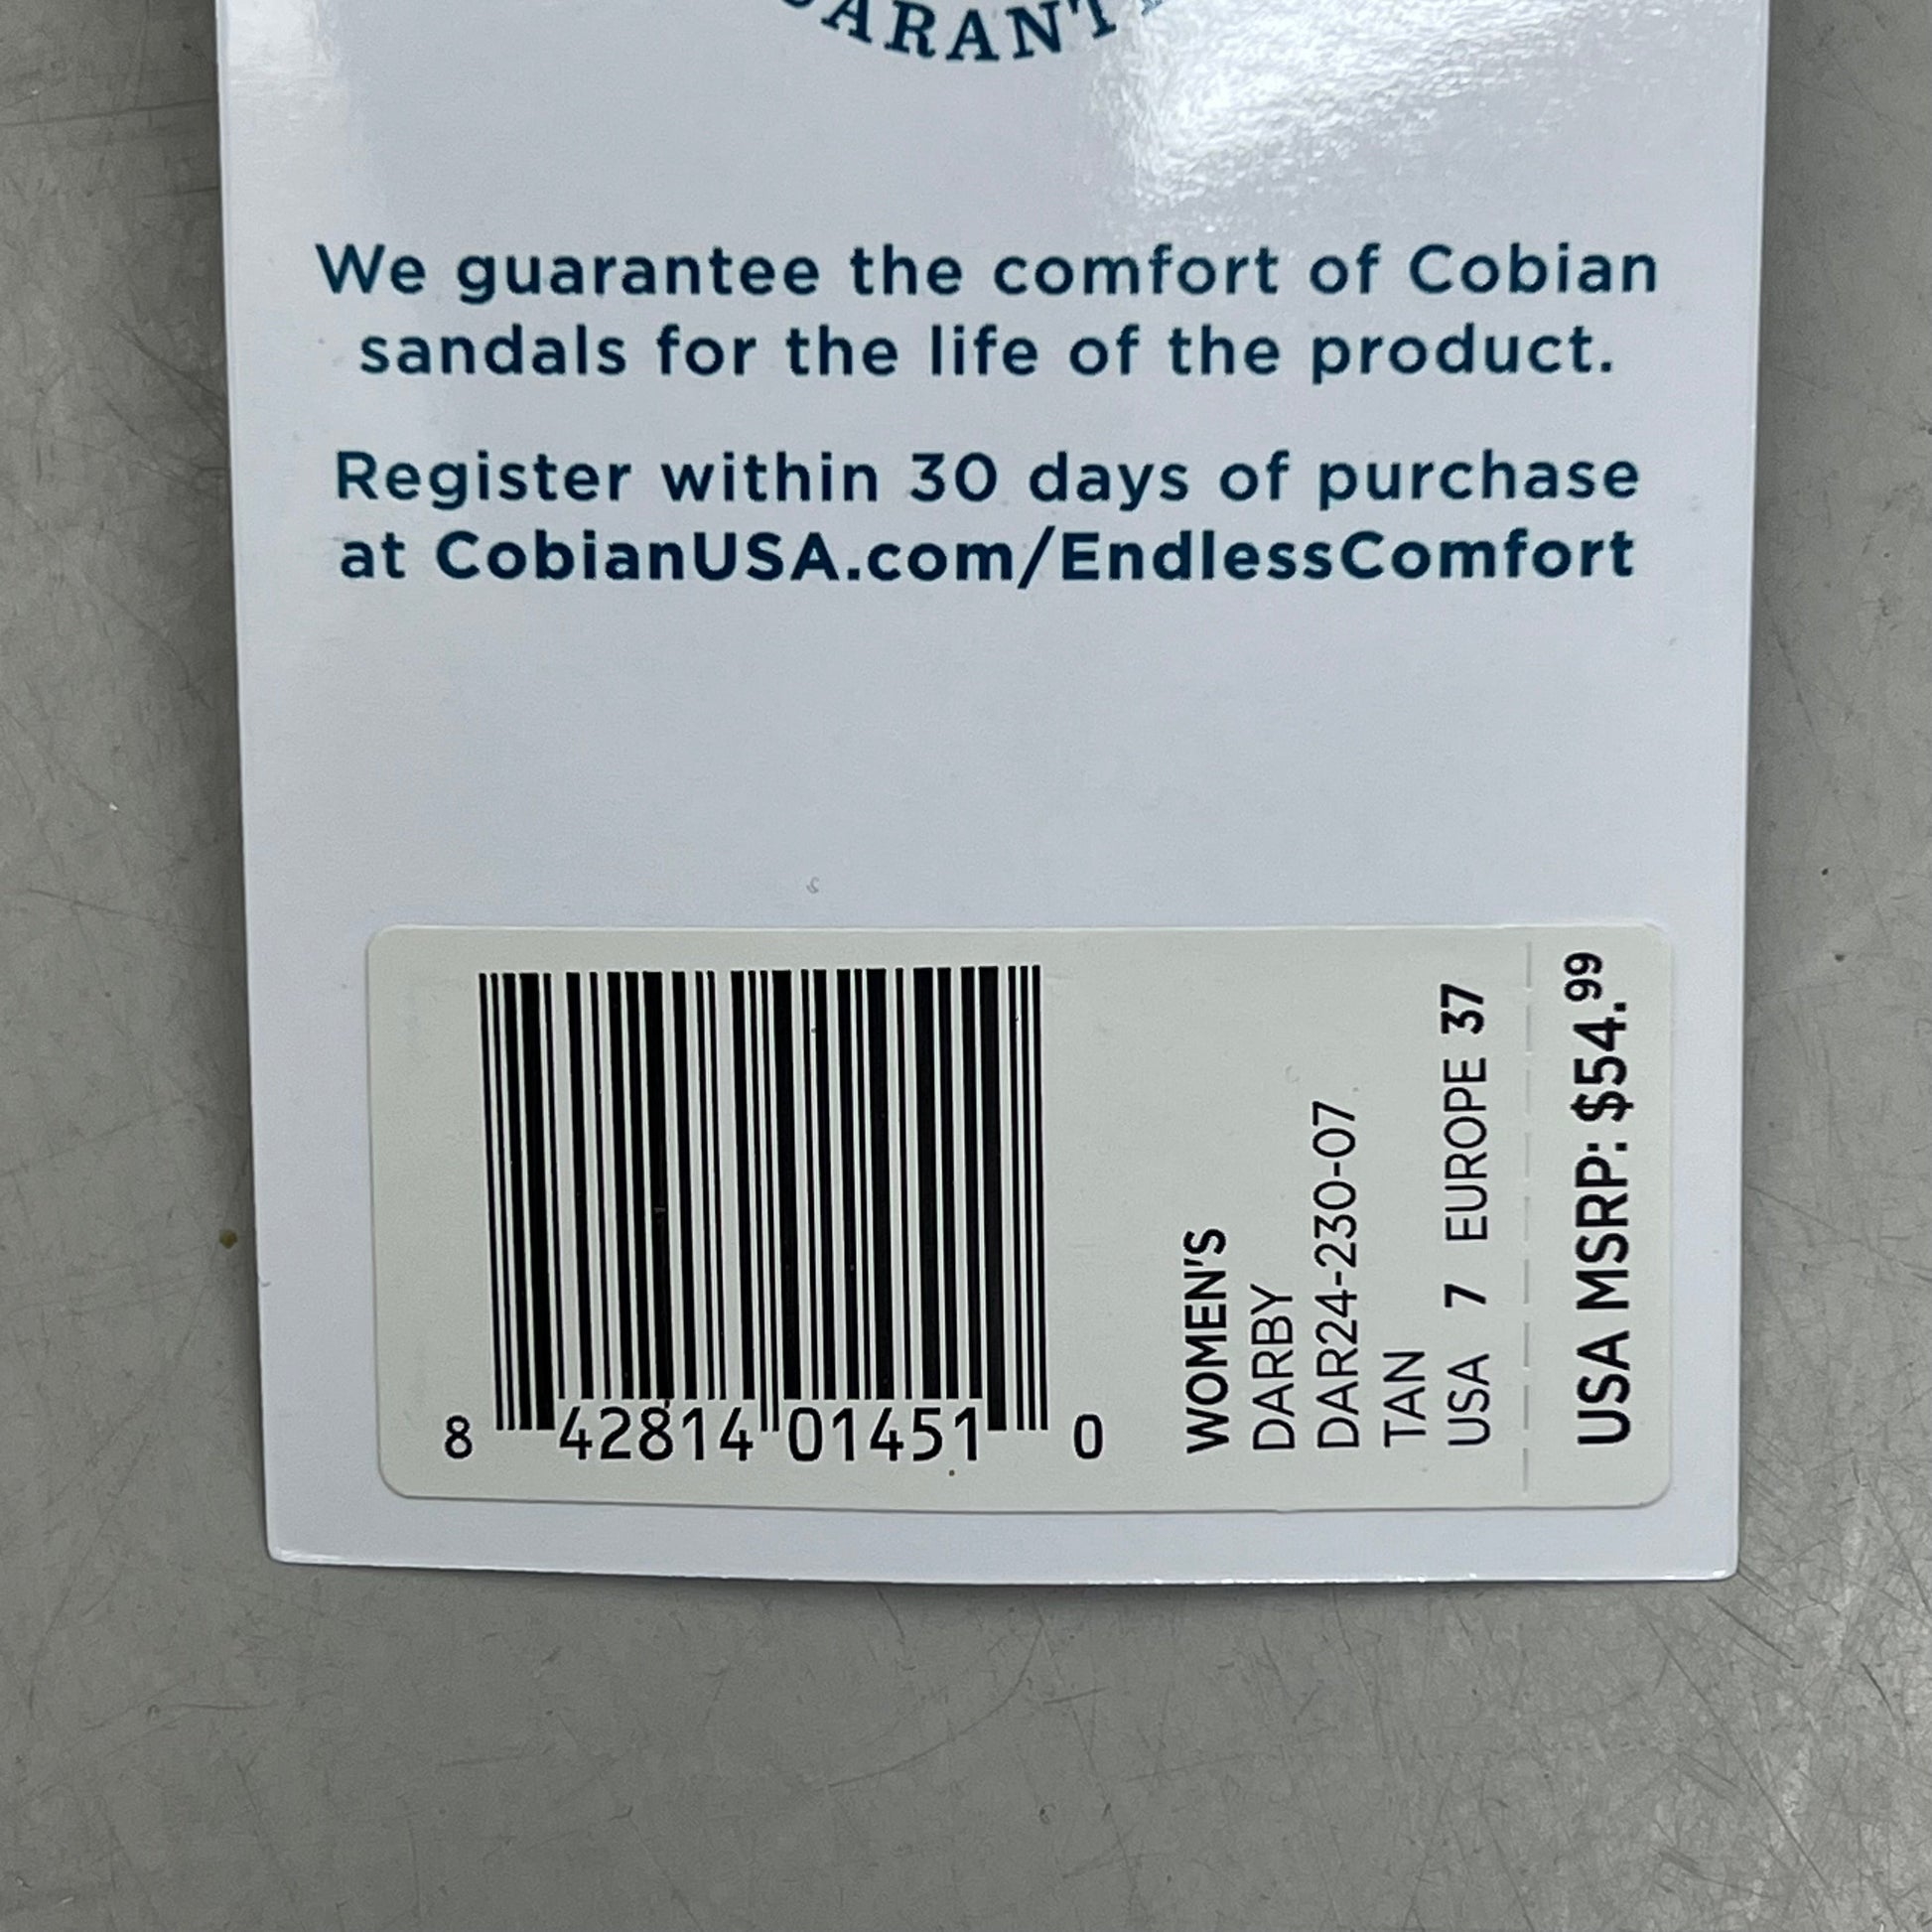 We guarantee the comfort of Cobian
sandals for the life of the product.
Register within 30 days of purchase
at CobianUSA.com/EndlessComfort
8 42814 01451 0
WOMEN'S
DARBY
DAR24-230-07
TAN
USA 7 EUROPE 37
USA MSRP: $54.99